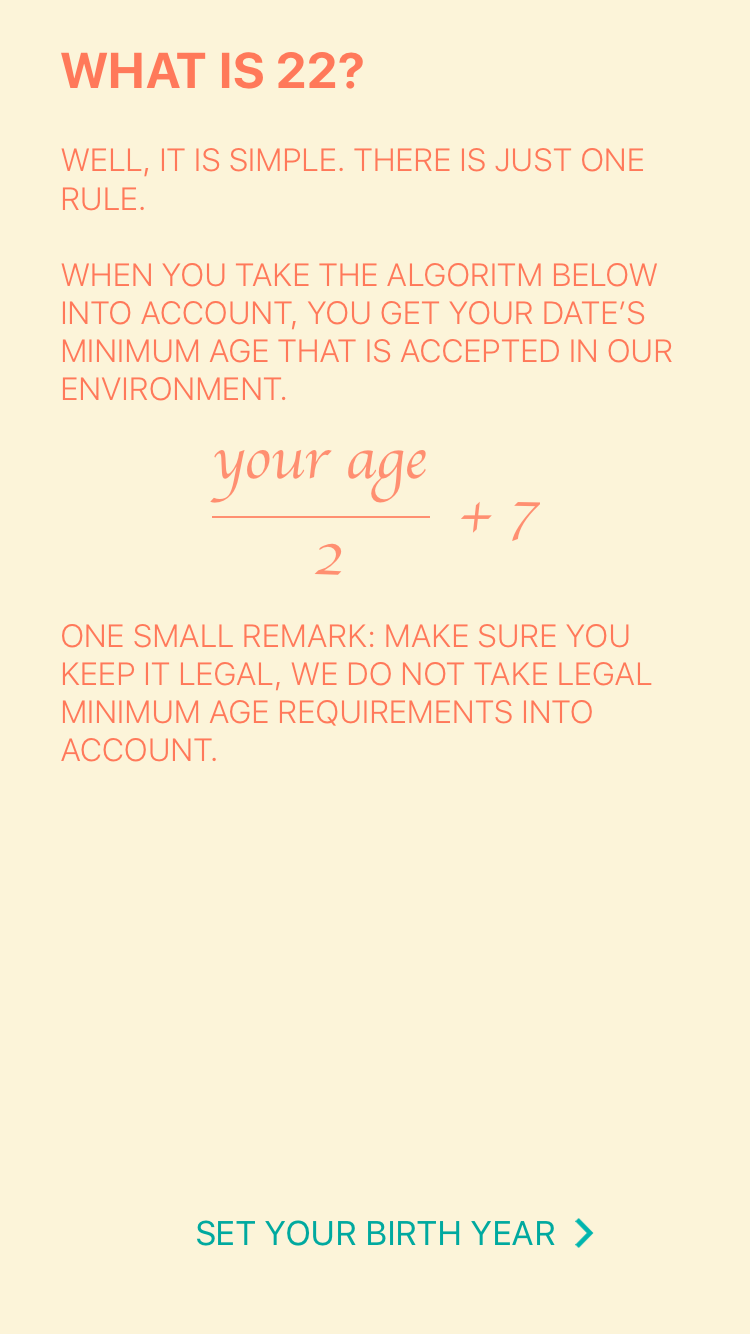 WHAT IS 22?
WELL, IT IS SIMPLE. THERE IS JUST ONE
RULE.
WHEN YOU TAKE THE ALGORITM BELOW
INTO ACCOUNT, YOU GET YOUR DATE’S
MINIMUM AGE THAT IS ACCEPTED IN OUR
ENVIRONMENT.
your age
+ 7
2
ONE SMALL REMARK: MAKE SURE YOU
KEEP IT LEGAL, WE DO NOT TAKE LEGAL
MINIMUM AGE REQUIREMENTS INTO
ACCOUNT.
SET YOUR BIRTH YEAR